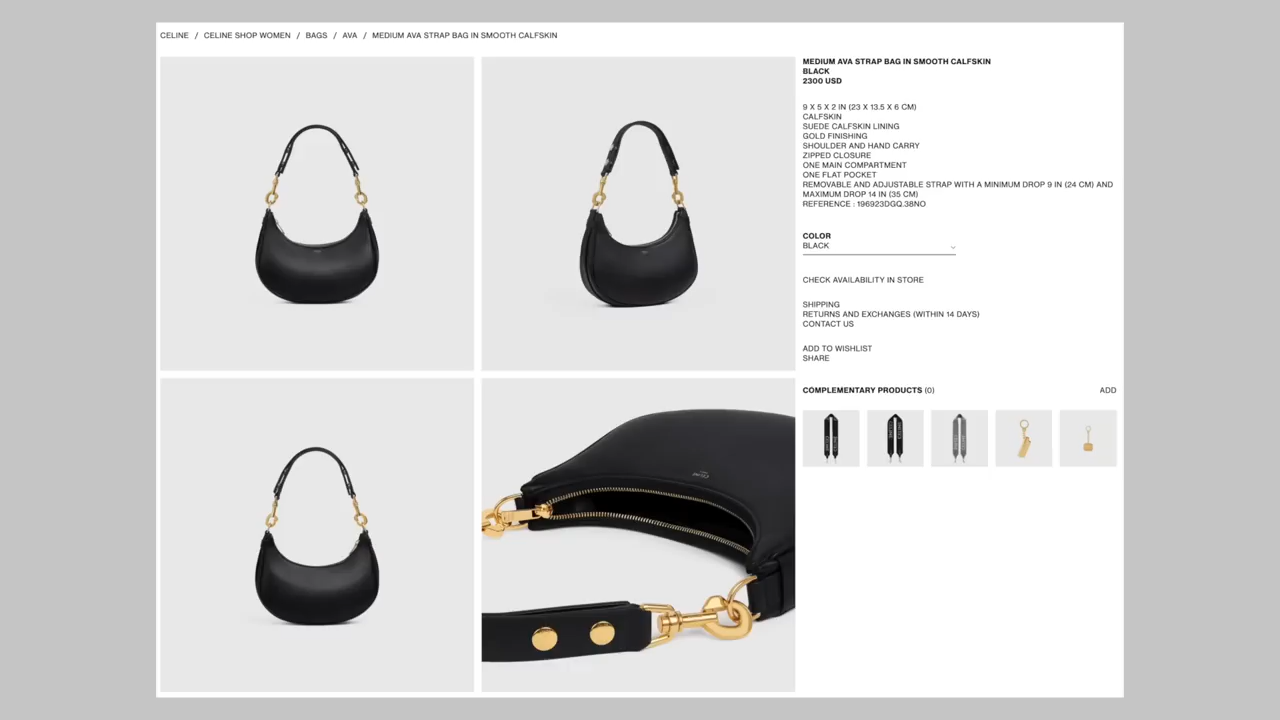 CELINE / CELINE SHOP WOMEN / BAGS / AVA / MEDIUM AVA STRAP BAG IN SMOOTH CALFSKIN
MEDIUM AVA STRAP BAG IN SMOOTH CALFSKIN
BLACK
2300 USD
9 X 5 X 2 IN (23 X 13.5 X 6 CM)
CALFSKIN
SUEDE CALFSKIN LINING
GOLD FINISHING
SHOULDER AND HAND CARRY
ZIPPED CLOSURE
ONE MAIN COMPARTMENT
ONE FLAT POCKET
REMOVABLE AND ADJUSTABLE STRAP WITH A MINIMUM DROP 9 IN (24 CM) AND
MAXIMUM DROP 14 IN (35 CM)
REFERENCE : 196923DGQ.38NO
COLOR
BLACK
CHECK AVAILABILITY IN STORE
SHIPPING
RETURNS AND EXCHANGES (WITHIN 14 DAYS)
CONTACT US
ADD TO WISHLIST
SHARE
COMPLEMENTARY PRODUCTS (0) ADD
CELINE